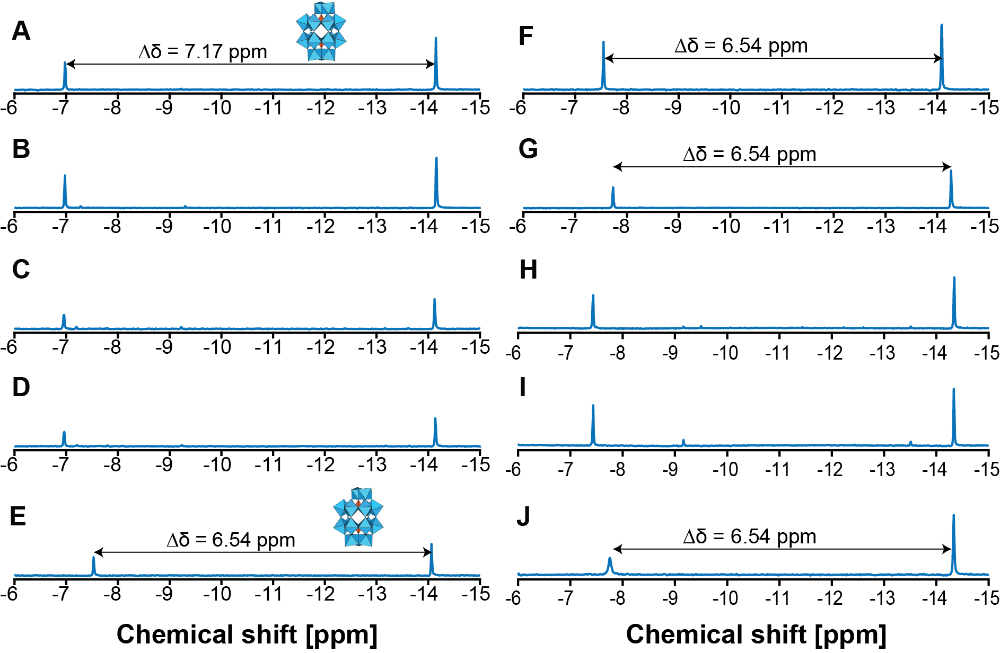 A
Δδ = 7.17 ppm
-6 -7 -8 -9 -10 -11 -12 -13 -14 -15
B
-6 -7 -8 -9 -10 -11 -12 -13 -14 -15
C
-6 -7 -8 -9 -10 -11 -12 -13 -14 -15
D
-6 -7 -8 -9 -10 -11 -12 -13 -14 -15
E
Δδ = 6.54 ppm
-6 -7 -8 -9 -10 -11 -12 -13 -14 -15
Chemical shift [ppm]
F
Δδ = 6.54 ppm
-6 -7 -8 -9 -10 -11 -12 -13 -14 -15
G
Δδ = 6.54 ppm
-6 -7 -8 -9 -10 -11 -12 -13 -14 -15
H
-6 -7 -8 -9 -10 -11 -12 -13 -14 -15
I
-6 -7 -8 -9 -10 -11 -12 -13 -14 -15
J
Δδ = 6.54 ppm
-6 -7 -8 -9 -10 -11 -12 -13 -14 -15
Chemical shift [ppm]